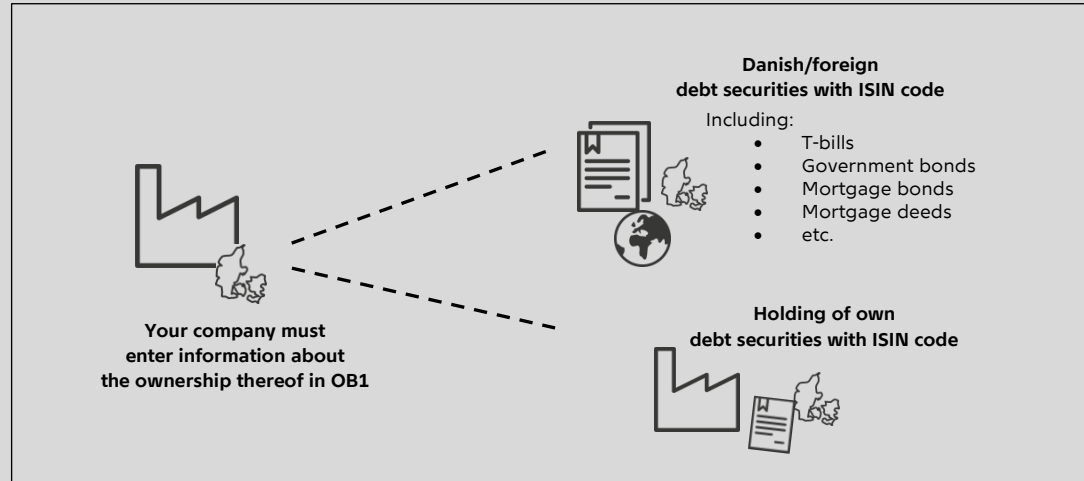 Danish/foreign
debt securities with ISIN code
Including:
• T-bills
• Government bonds
• Mortgage bonds
• Mortgage deeds
• etc.
Your company must
enter information about
the ownership thereof in OB1
Holding of own
debt securities with ISIN code